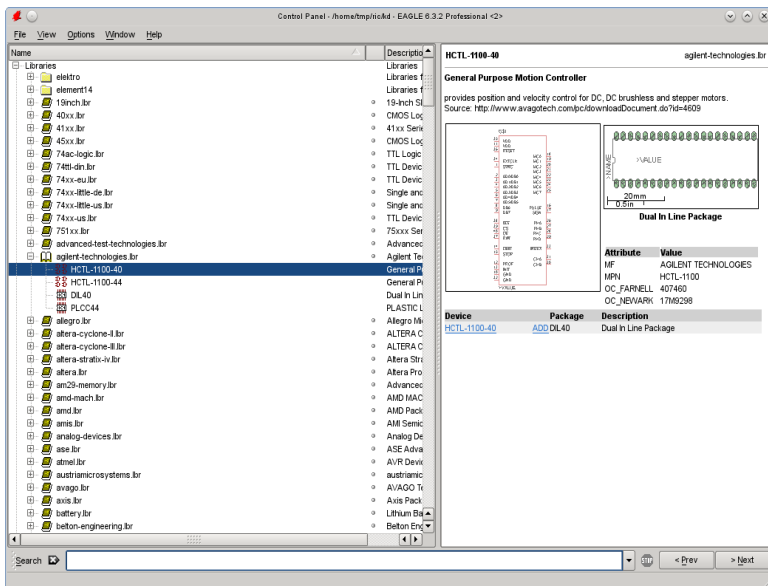 Control Panel - /home/tmp/ric/kd - EAGLE 6.3.2 Professional <2>
File View Options Window Help
Name Descriptio
Libraries Libraries
elektro Libraries f
element14 Libraries f
19inch.lbr 19-Inch Sl
40xx.lbr CMOS Log
41xx.lbr 41xx Serie
45xx.lbr CMOS Log
74ac-logic.lbr TTL Logic
74ttl-din.lbr TTL Devic
74xx-eu.lbr TTL Devic
74xx-little-de.lbr Single and
74xx-little-us.lbr Single and
74xx-us.lbr TTL Devic
751xx.lbr 75xxx Ser
advanced-test-technologies.lbr Advanced
agilent-technologies.lbr Agilent Te
HCTL-1100-40 General P
HCTL-1100-44 General P
DIL40 Dual In Lin
PLCC44 PLASTIC L
allegro.lbr Allegro Mi
altera-cyclone-II.lbr ALTERA C
altera-cyclone-III.lbr ALTERA C
altera-stratix-iv.lbr Altera Stra
altera.lbr Altera Pro
am29-memory.lbr Advanced
amd-mach.lbr AMD MAC
amd.lbr AMD Pack
amis.lbr AMI Semic
analog-devices.lbr Analog De
ase.lbr ASE Adva
atmel.lbr AVR Devic
austriamicrosystems.lbr austriamic
avago.lbr AVAGO Te
axis.lbr Axis Pack
battery.lbr Lithium Ba
belton-engineering.lbr Belton Eng
HCTL-1100-40 agilent-technologies.lbr
General Purpose Motion Controller
provides position and velocity control for DC, DC brushless and stepper motors.
Source: http://www.avagotech.com/pc/downloadDocument.do?id=4609
>NAME
>VALUE
20mm
0.5in
Dual In Line Package
Attribute Value
MF AGILENT TECHNOLOGIES
MPN HCTL-1100
OC_FARNELL 407460
OC_NEWARK 17M9298
Device Package Description
HCTL-1100-40 ADD DIL40 Dual In Line Package
Search
< Prev
> Next